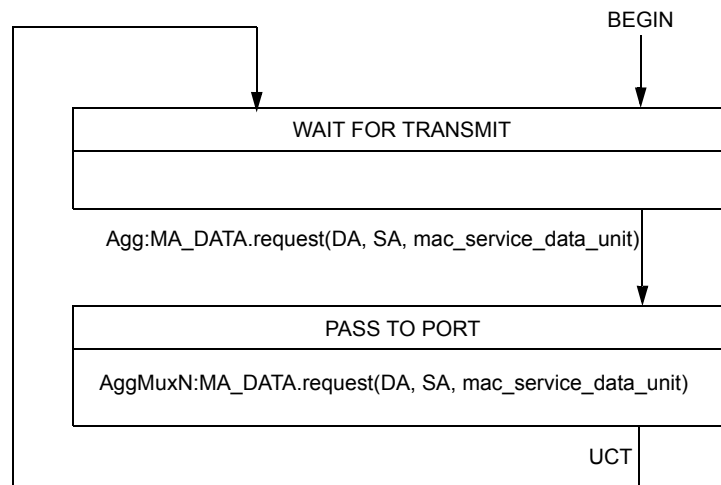 BEGIN
WAIT FOR TRANSMIT
Agg:MA_DATA.request(DA, SA, mac_service_data_unit)
PASS TO PORT
AggMuxN:MA_DATA.request(DA, SA, mac_service_data_unit)
UCT